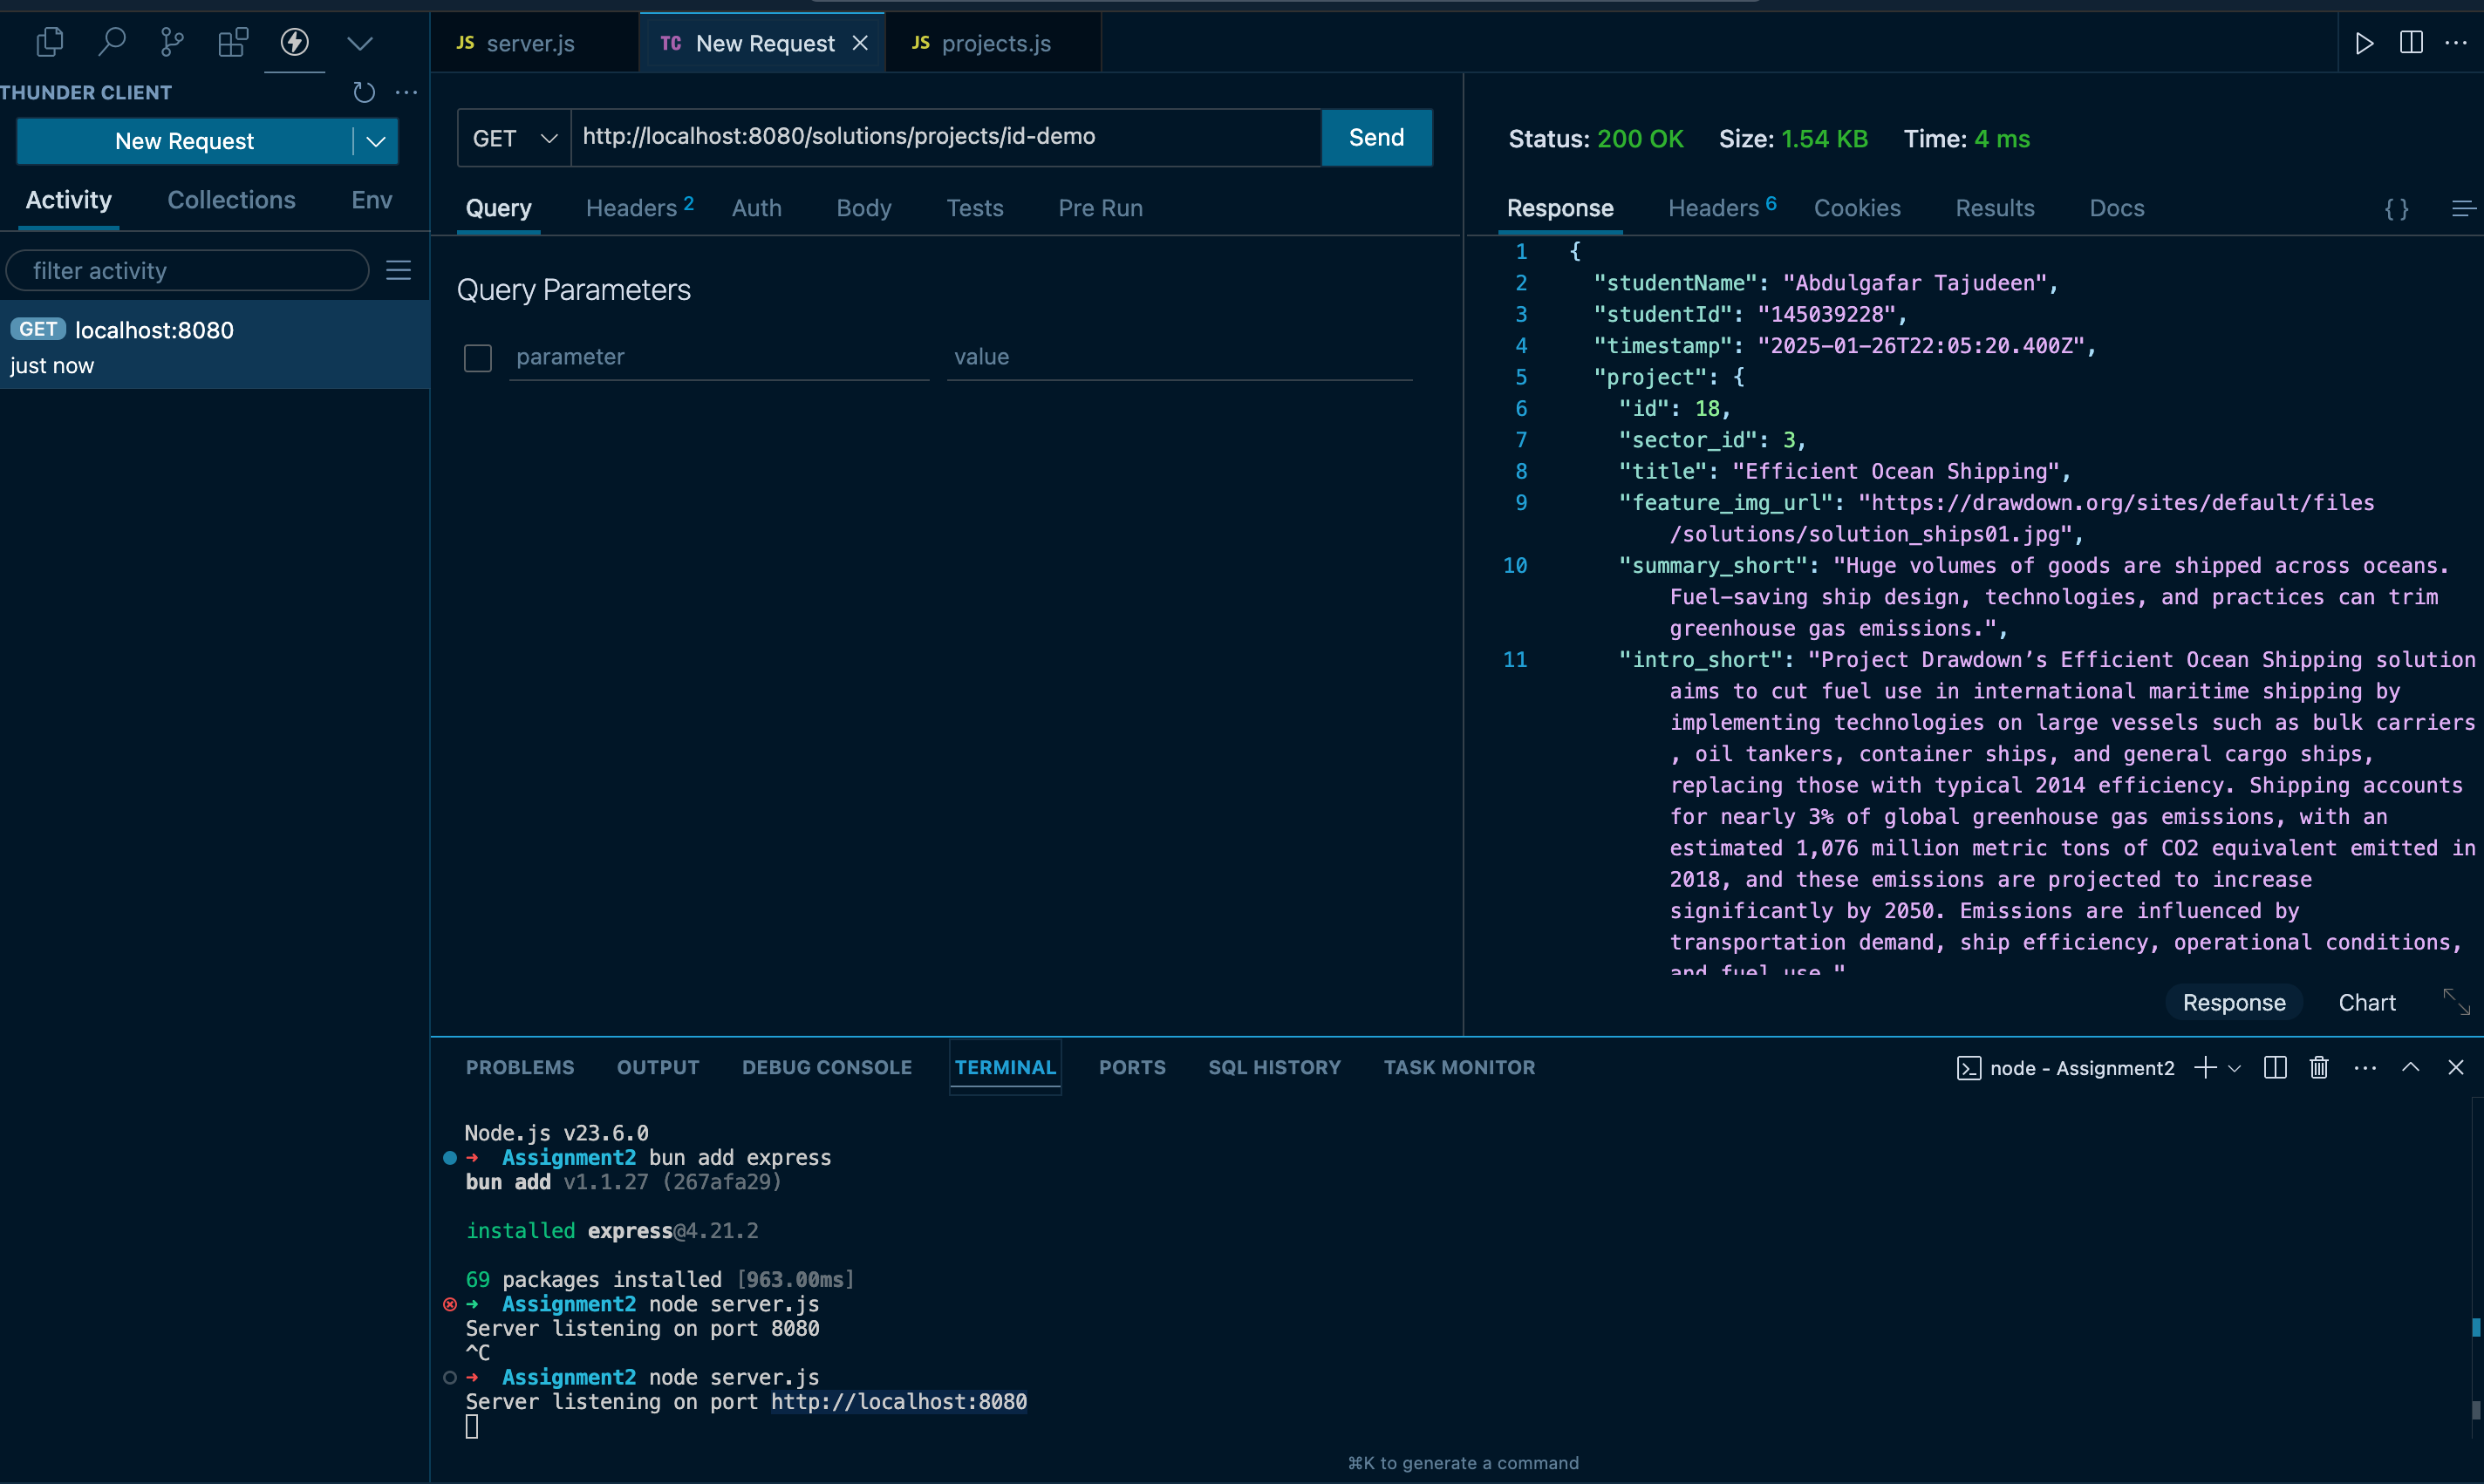 JS server.js
TC New Request
JS projects.js
THUNDER CLIENT
New Request
Activity Collections Env
filter activity
GET localhost:8080
just now
GET http://localhost:8080/solutions/projects/id-demo Send
Query Headers 2 Auth Body Tests Pre Run
Query Parameters
parameter value
Status: 200 OK Size: 1.54 KB Time: 4 ms
Response Headers 6 Cookies Results Docs {}
1 {
2 "studentName": "Abdulgafar Tajudeen",
3 "studentId": "145039228",
4 "timestamp": "2025-01-26T22:05:20.400Z",
5 "project": {
6 "id": 18,
7 "sector_id": 3,
8 "title": "Efficient Ocean Shipping",
9 "feature_img_url": "https://drawdown.org/sites/default/files
/solutions/solution_ships01.jpg",
10 "summary_short": "Huge volumes of goods are shipped across oceans.
Fuel-saving ship design, technologies, and practices can trim
greenhouse gas emissions.",
11 "intro_short": "Project Drawdown’s Efficient Ocean Shipping solution
aims to cut fuel use in international maritime shipping by
implementing technologies on large vessels such as bulk carriers
, oil tankers, container ships, and general cargo ships,
replacing those with typical 2014 efficiency. Shipping accounts
for nearly 3% of global greenhouse gas emissions, with an
estimated 1,076 million metric tons of CO2 equivalent emitted in
2018, and these emissions are projected to increase
significantly by 2050. Emissions are influenced by
transportation demand, ship efficiency, operational conditions,
and fuel use."
Response Chart
PROBLEMS OUTPUT DEBUG CONSOLE TERMINAL PORTS SQL HISTORY TASK MONITOR
node - Assignment2
Node.js v23.6.0
➜ Assignment2 bun add express
bun add v1.1.27 (267afa29)
installed express@4.21.2
69 packages installed [963.00ms]
➜ Assignment2 node server.js
Server listening on port 8080
^C
➜ Assignment2 node server.js
Server listening on port http://localhost:8080
⌘K to generate a command